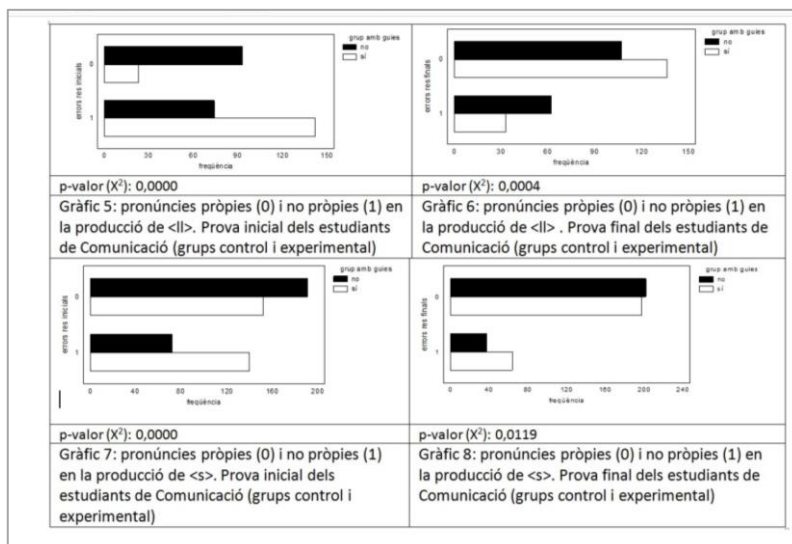 grup amb guies
no
sí
errors res inicials
0
1
0 30 60 90 120 150
freqüència
p-valor (X²): 0,0000
Gràfic 5: pronúncies pròpies (0) i no pròpies (1) en
la producció de <ll>. Prova inicial dels estudiants
de Comunicació (grups control i experimental)
grup amb guies
no
sí
errors res finals
0
1
0 30 60 90 120 150
freqüència
p-valor (X²): 0,0004
Gràfic 6: pronúncies pròpies (0) i no pròpies (1) en
la producció de <ll> . Prova final dels estudiants de
Comunicació (grups control i experimental)
grup amb guies
no
sí
errors res inicials
0
1
0 40 80 120 160 200
freqüència
p-valor (X²): 0,0000
Gràfic 7: pronúncies pròpies (0) i no pròpies (1)
en la producció de <s>. Prova inicial dels
estudiants de Comunicació (grups control i
experimental)
grup amb guies
no
sí
errors res finals
0
1
0 40 80 120 160 200 240
freqüència
p-valor (X²): 0,0119
Gràfic 8: pronúncies pròpies (0) i no pròpies (1) en
la producció de <s>. Prova final dels estudiants de
Comunicació (grups control i experimental)